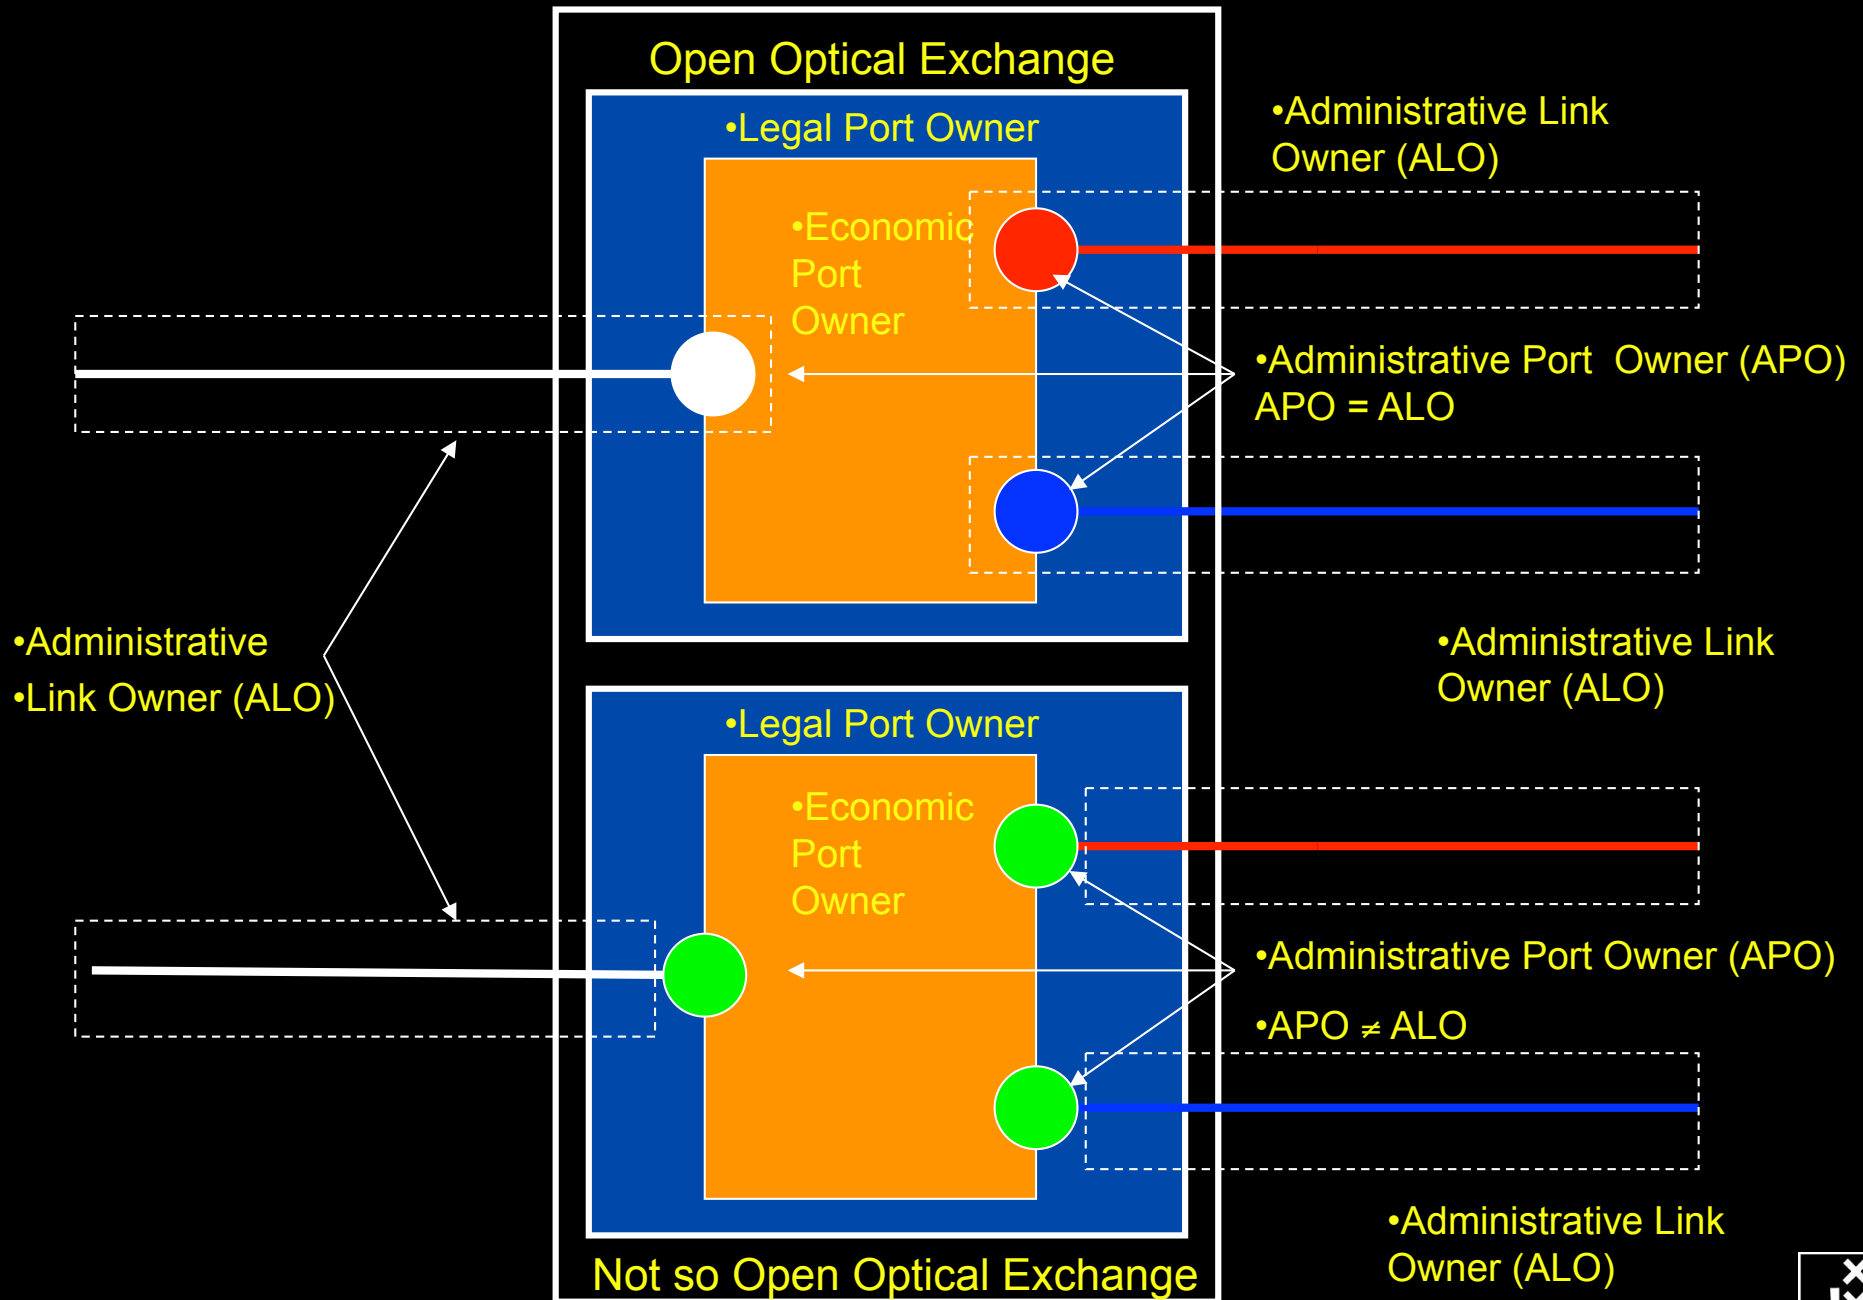 Open Optical Exchange
•Legal Port Owner
•Administrative Link
Owner (ALO)
•Economic
Port
Owner
•Administrative Port  Owner (APO)
APO = ALO
•Administrative
•Link Owner (ALO)
•Administrative Link
Owner (ALO)
•Legal Port Owner
•Economic
Port
Owner
•Administrative Port Owner (APO)
•APO ≠ ALO
•Administrative Link
Owner (ALO)
Not so Open Optical Exchange